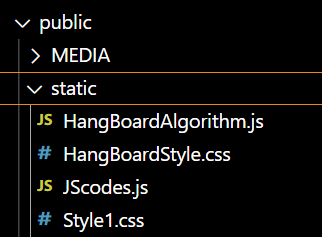 public
MEDIA
static
JS HangBoardAlgorithm.js
# HangBoardStyle.css
JS JScodes.js
# Style1.css